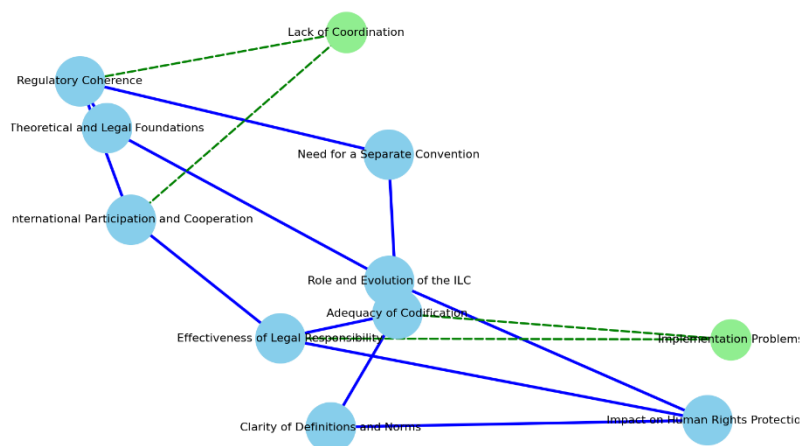 Lack of Coordination
Regulatory Coherence
Theoretical and Legal Foundations
Need for a Separate Convention
nternational Participation and Cooperation
Role and Evolution of the ILC
Adequacy of Codification
Effectiveness of Legal Responsibility
Implementation Problems
Impact on Human Rights Protectio
Clarity of Definitions and Norms